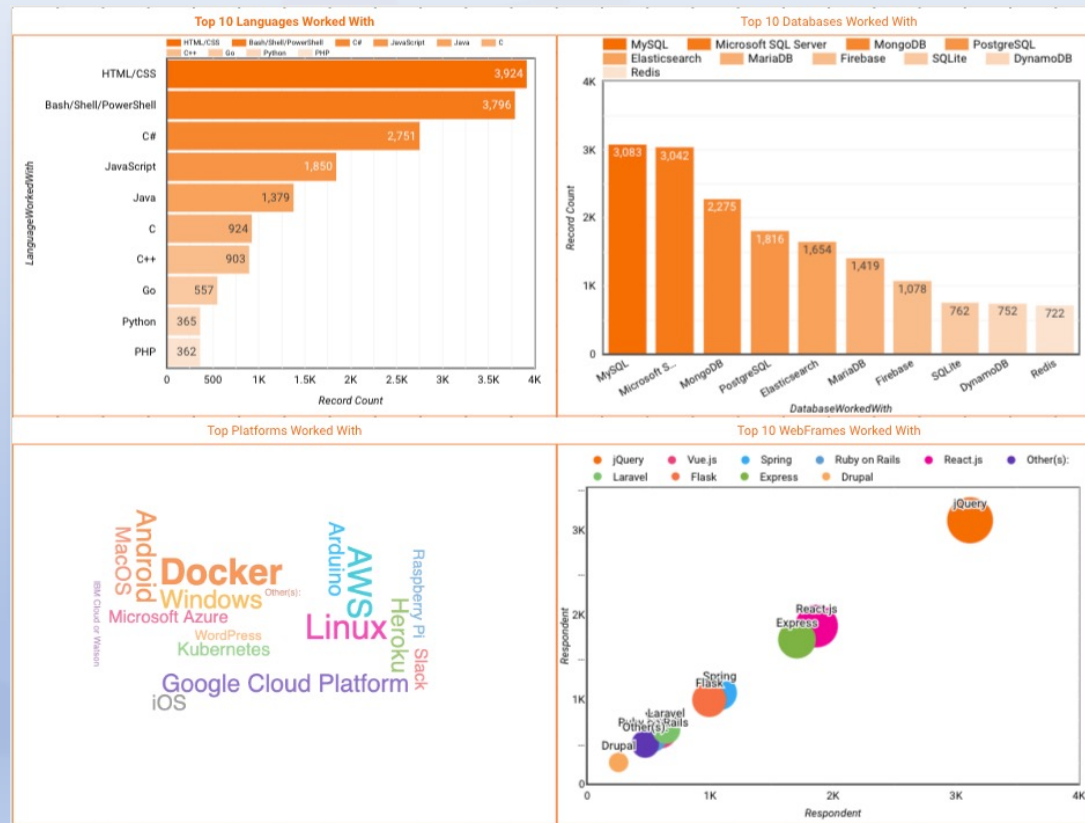 Top 10 Languages Worked With
HTML/CSS Bash/Shell/PowerShell C# JavaScript Java C
C++ Go Python PHP
LanguageWorkedWith
HTML/CSS 3,924
Bash/Shell/PowerShell 3,796
C# 2,751
JavaScript 1,850
Java 1,379
C 924
C++ 903
Go 557
Python 365
PHP 362
0 500 1K 1.5K 2K 2.5K 3K 3.5K 4K
Record Count
Top 10 Databases Worked With
MySQL Microsoft SQL Server MongoDB PostgreSQL
Elasticsearch MariaDB Firebase SQLite DynamoDB
Redis
4K
3K
2K
1K
0
Record Count
3,083 3,042 2,275 1,816 1,654 1,419 1,078 762 752 722
MySQL Microsoft S... MongoDB PostgreSQL Elasticsearch MariaDB Firebase SQLite DynamoDB Redis
DatabaseWorkedWith
Top Platforms Worked With
Android
MacOS
Docker
Windows
Other(s):
IBM Cloud or Watson
Microsoft Azure
WordPress
Kubernetes
Arduino
AWS
Linux
Raspberry Pi
Heroku
Slack
Google Cloud Platform
iOS
Top 10 WebFrames Worked With
jQuery Vue.js Spring Ruby on Rails React.js Other(s):
Laravel Flask Express Drupal
3K
2K
1K
0
Respondent
jQuery
React.js
Express
Spring
Flask
Laravel
Rails
Other(s):
Drupal
0 1K 2K 3K 4K
Respondent